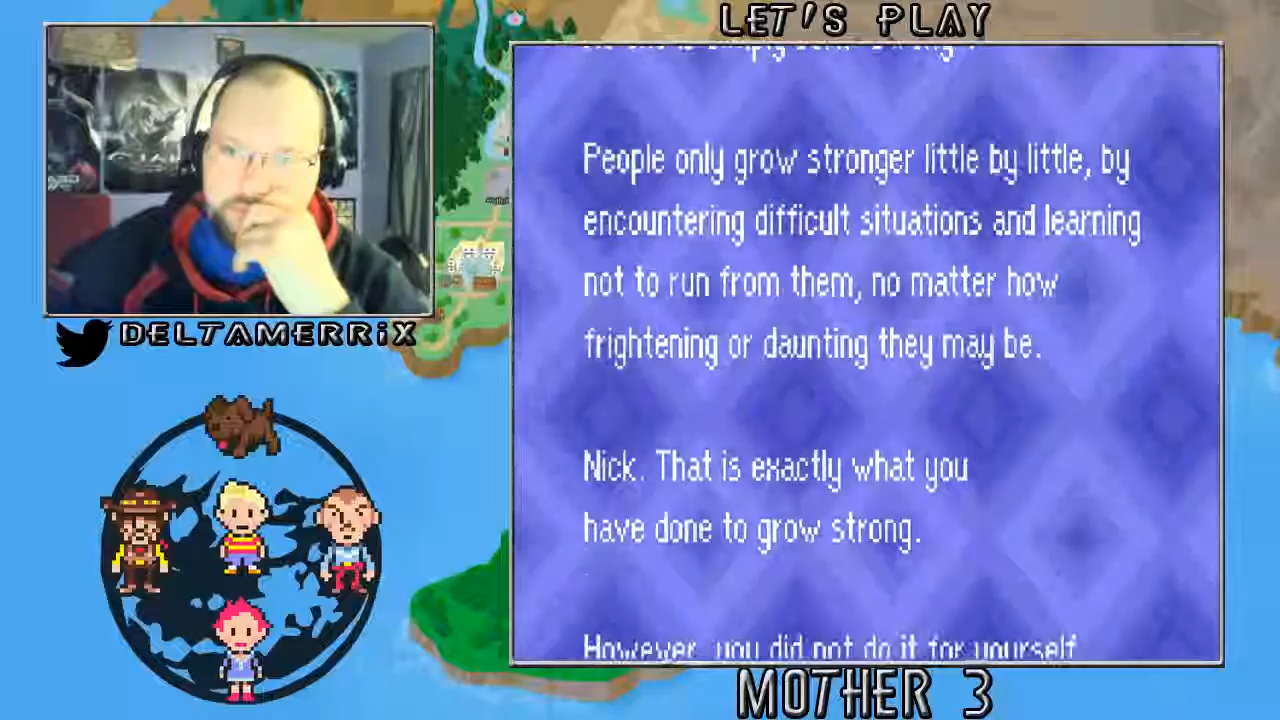 LET'S PLAY
People only grow stronger little by little, by
encountering difficult situations and learning
not to run from them, no matter how
frightening or daunting they may be.
Nick. That is exactly what you
have done to grow strong.
However, you did not do it for yourself
DELTAMERRIX
MOTHER 3